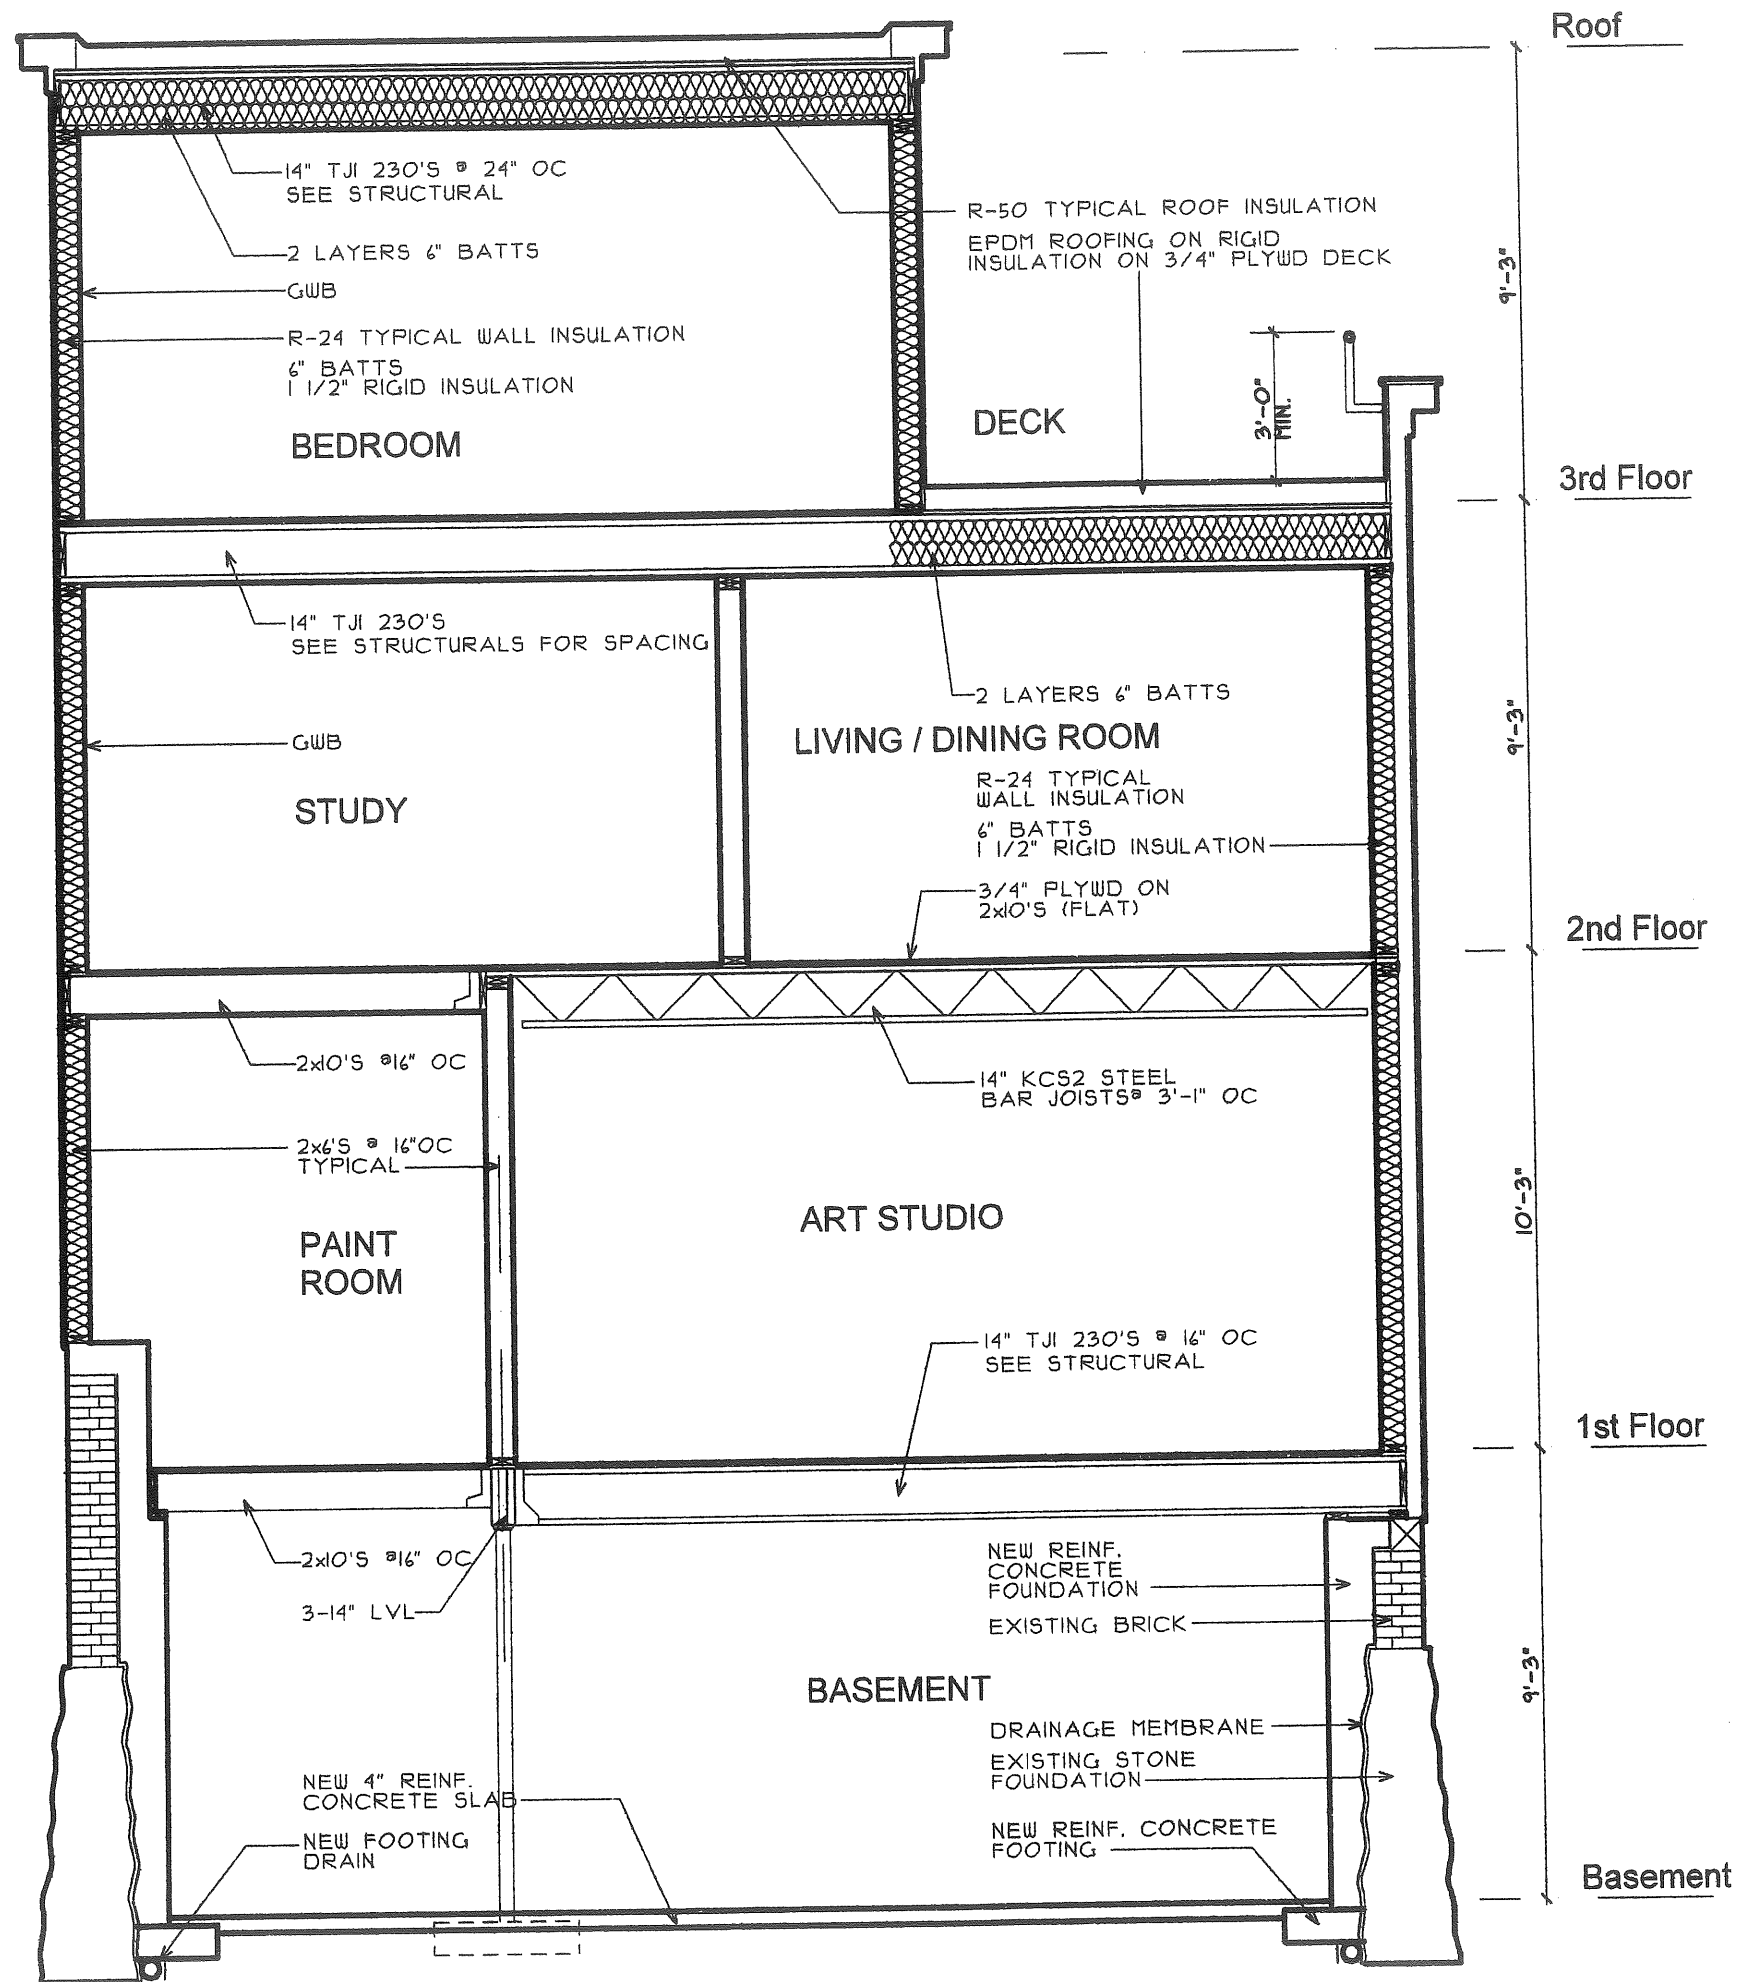 Roof
14" TJI 230'S @ 24" OC
SEE STRUCTURAL
R-50 TYPICAL ROOF INSULATION
EPDM ROOFING ON RIGID
INSULATION ON 3/4" PLYWD DECK
2 LAYERS 6" BATTS
GWB
9'-3"
R-24 TYPICAL WALL INSULATION
6" BATTS
1 1/2" RIGID INSULATION
3'-0"
MIN.
BEDROOM
DECK
3rd Floor
14" TJI 230'S
SEE STRUCTURALS FOR SPACING
2 LAYERS 6" BATTS
GWB
LIVING / DINING ROOM
9'-3"
R-24 TYPICAL
WALL INSULATION
STUDY
6" BATTS
1 1/2" RIGID INSULATION
3/4" PLYWD ON
2x10'S (FLAT)
2nd Floor
2x10'S @16" OC
14" KCS2 STEEL
BAR JOISTS@ 3'-1" OC
2x6'S @ 16"OC
TYPICAL
10'-3"
ART STUDIO
PAINT
ROOM
14" TJI 230'S @ 16" OC
SEE STRUCTURAL
1st Floor
2x10'S @16" OC
NEW REINF.
CONCRETE
FOUNDATION
3-14" LVL
EXISTING BRICK
9'-3"
BASEMENT
DRAINAGE MEMBRANE
EXISTING STONE
FOUNDATION
NEW 4" REINF.
CONCRETE SLAB
NEW FOOTING
DRAIN
NEW REINF. CONCRETE
FOOTING
Basement